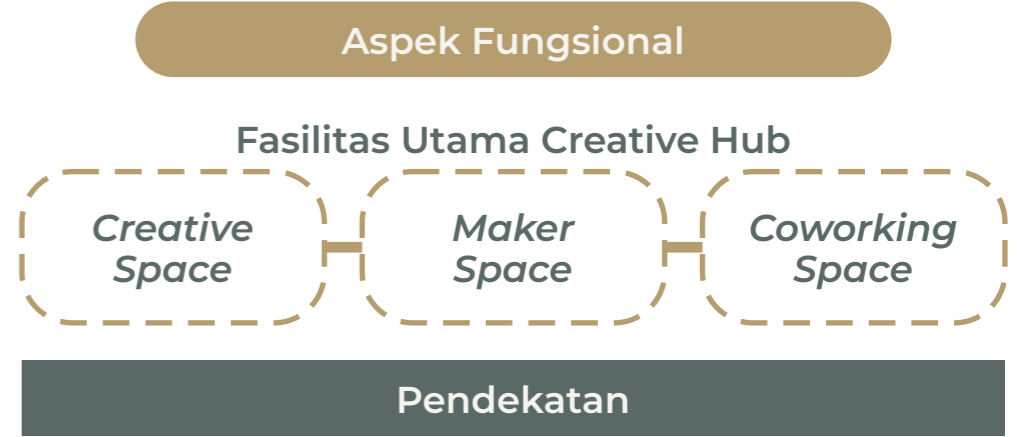 Aspek Fungsional
Fasilitas Utama Creative Hub
Creative
Space
Maker
Space
Coworking
Space
Pendekatan